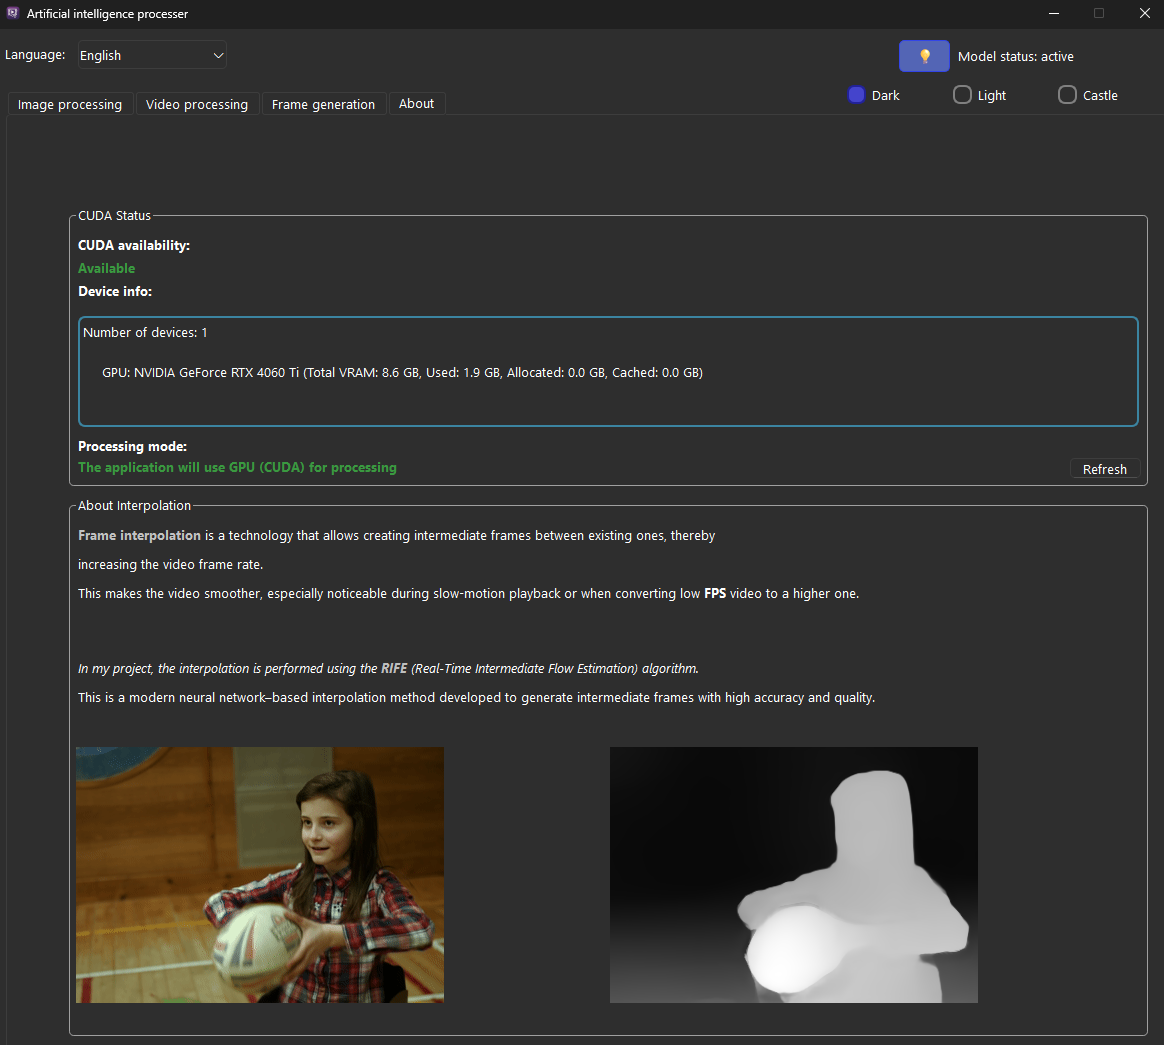 Artificial intelligence processer
Language: English
Model status: active
Image processing Video processing Frame generation About
Dark Light Castle
CUDA Status
CUDA availability:
Available
Device info:
Number of devices: 1
GPU: NVIDIA GeForce RTX 4060 Ti (Total VRAM: 8.6 GB, Used: 1.9 GB, Allocated: 0.0 GB, Cached: 0.0 GB)
Processing mode:
The application will use GPU (CUDA) for processing
Refresh
About Interpolation
Frame interpolation is a technology that allows creating intermediate frames between existing ones, thereby
increasing the video frame rate.
This makes the video smoother, especially noticeable during slow-motion playback or when converting low FPS video to a higher one.
In my project, the interpolation is performed using the RIFE (Real-Time Intermediate Flow Estimation) algorithm.
This is a modern neural network–based interpolation method developed to generate intermediate frames with high accuracy and quality.